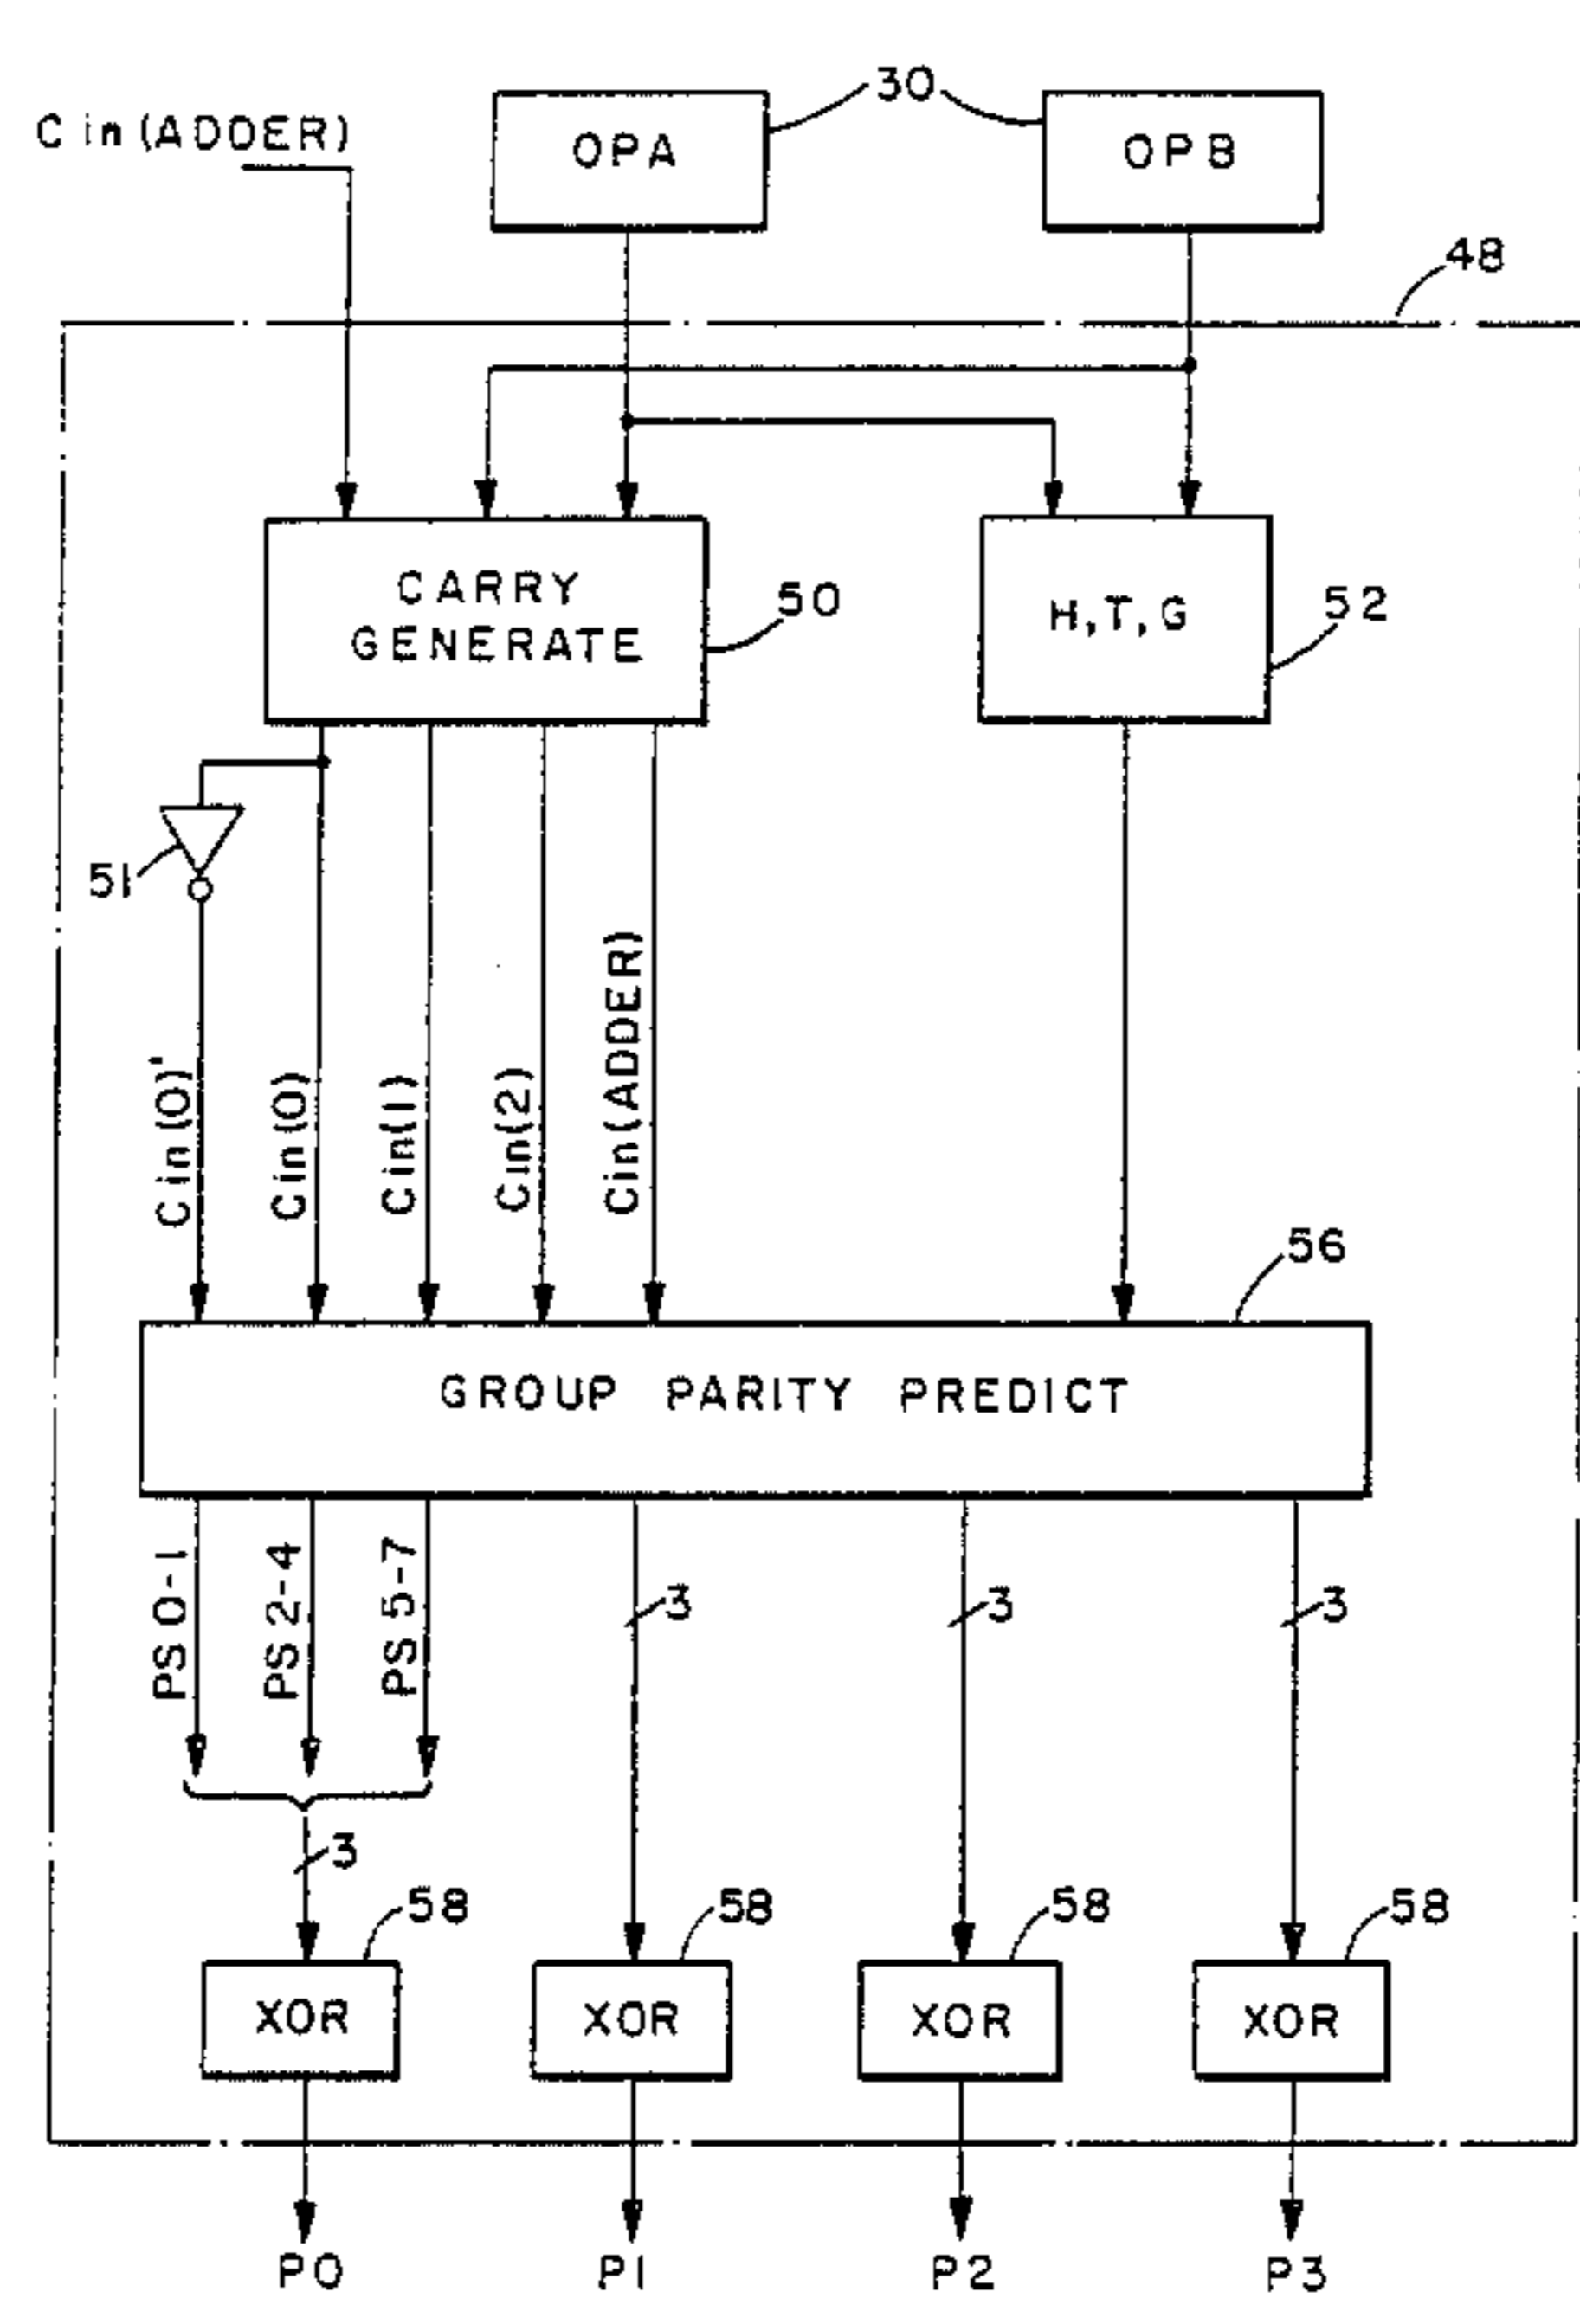 30
C in (ADDER)
OPA
OPB
48
CARRY
GENERATE
50
H, T, G
52
51
Cin(0)'
Cin(0)
Cin(1)
Cin(2)
Cin(ADDER)
56
GROUP PARITY PREDICT
PS 0-1
PS 2-4
PS 5-7
3
3
3
3
58
58
58
58
XOR
XOR
XOR
XOR
P0
P1
P2
P3